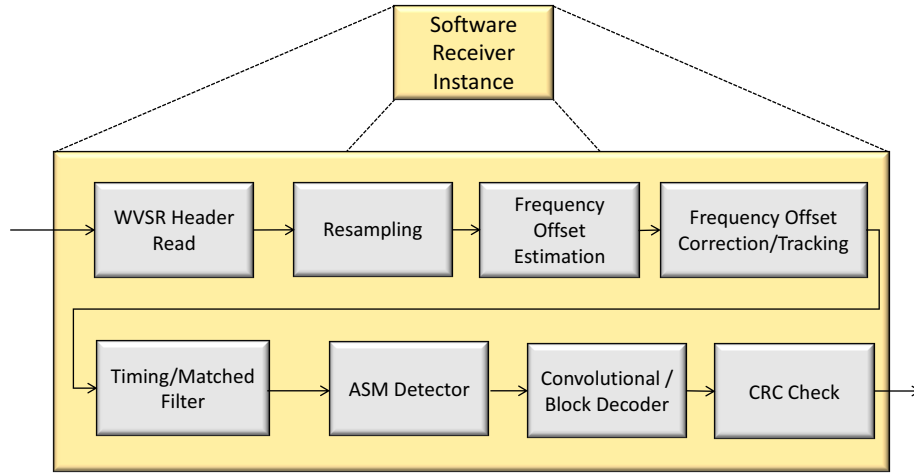 Software
Receiver
Instance
WVSR Header
Read
Resampling
Frequency
Offset
Estimation
Frequency Offset
Correction/Tracking
Timing/Matched
Filter
ASM Detector
Convolutional /
Block Decoder
CRC Check